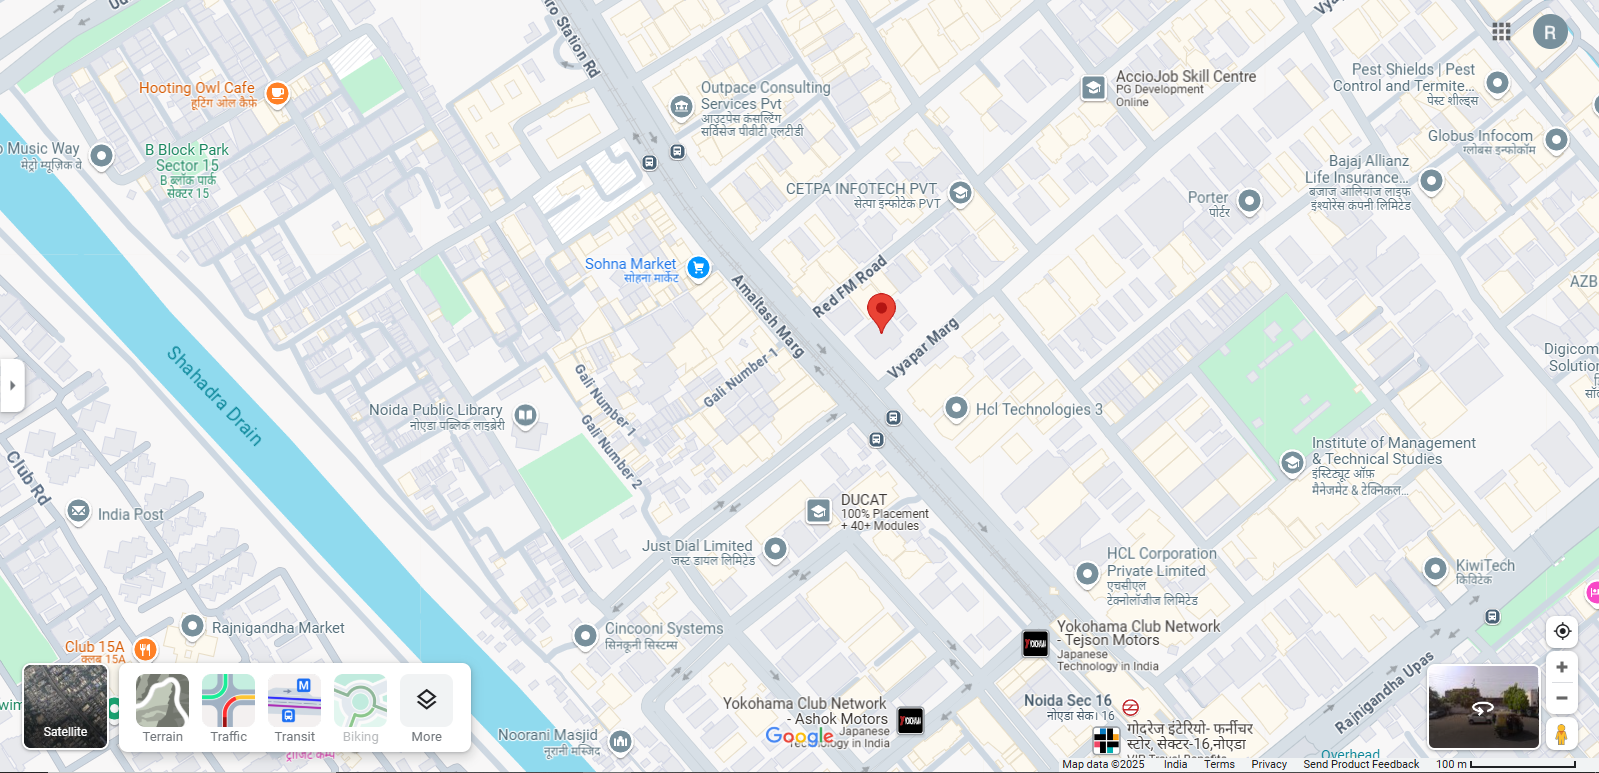 Hooting Owl Cafe
हूटिंग ओल कैफ़े
Music Way
मेट्रो म्यूज़िक वे
B Block Park
Sector 15
B ब्लॉक पार्क
सेक्टर 15
Outpace Consulting
Services Pvt
आउटपेस कंसल्टिंग
सर्विसेज पीवीटी एलटीडी
AccioJob Skill Centre
PG Development
Online
Pest Shields | Pest
Control and Termite...
पेस्ट शील्ड्स
Globus Infocom
ग्लोबस इन्फोकॉम
Bajaj Allianz
Life Insurance...
बजाज आलियांज लाइफ
इंश्योरेंस कंपनी लिमिटेड
R
CETPA INFOTECH PVT
सेत्पा इन्फोटेक PVT
Porter
पोर्टर
Sohna Market
सोहना मार्केट
Amaltash Marg
Red FM Road
Vyapar Marg
AZB
Shahadra Drain
Gali Number 1
Gali Number 1
Gali Number 2
Noida Public Library
नोएडा पब्लिक लाइब्रेरी
Hcl Technologies 3
Digicom
Solution
Institute of Management
& Technical Studies
इंस्टिट्यूट ऑफ़
मैनेजमेंट & टेक्निकल...
Club Rd
India Post
DUCAT
100% Placement
+ 40+ Modules
Just Dial Limited
जस्ट डायल लिमिटेड
HCL Corporation
Private Limited
एचसीएल
टेक्नोलॉजीज लिमिटेड
KiwiTech
किविटेक
Rajnigandha Market
Club 15A
क्लब 15A
Cincooni Systems
सिनकूनी सिस्टम्स
Yokohama Club Network
- Tejson Motors
Japanese
Technology in India
Rajnigandha Upas
Noida Sec 16
नोएडा सेक। 16
Yokohama Club Network
- Ashok Motors
Japanese
Technology in India
गोदरेज इंटेरियो- फर्नीचर
स्टोर, सेक्टर-16,नोएडा
Noorani Masjid
नूरानी मस्जिद
Overhead
Satellite
Terrain
Traffic
Transit
Biking
More
Google
Map data ©2025 India Terms Privacy Send Product Feedback 100 m